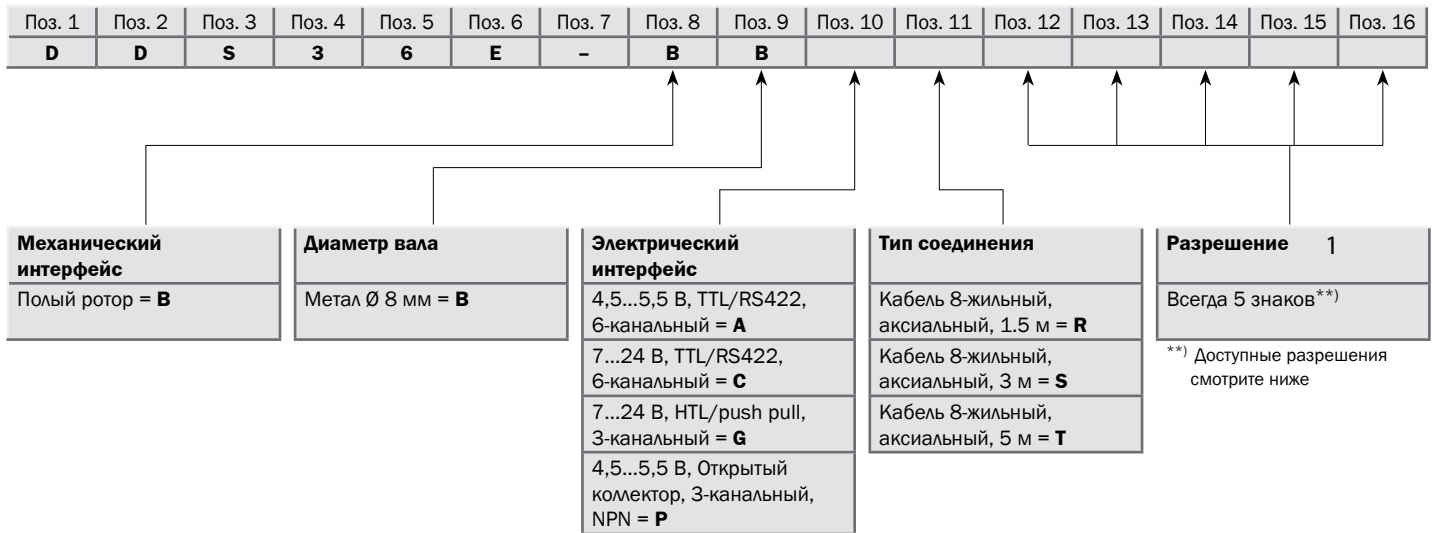 Поз. 1 Поз. 2 Поз. 3 Поз. 4 Поз. 5 Поз. 6 Поз. 7 Поз. 8 Поз. 9 Поз. 10 Поз. 11 Поз. 12 Поз. 13 Поз. 14 Поз. 15 Поз. 16
D D S 3 6 E – B B
Механический
интерфейс
Полый ротор = B
Диаметр вала
Метал Ø 8 мм = B
Электрический
интерфейс
4,5...5,5 В, TTL/RS422,
6-канальный = A
7...24 В, TTL/RS422,
6-канальный = C
7...24 В, HTL/push pull,
3-канальный = G
4,5...5,5 В, Открытый
коллектор, 3-канальный,
NPN = P
Тип соединения
Кабель 8-жильный,
аксиальный, 1.5 м = R
Кабель 8-жильный,
аксиальный, 3 м = S
Кабель 8-жильный,
аксиальный, 5 м = T
Разрешение 1
Всегда 5 знаков**)
**) Доступные разрешения
смотрите ниже